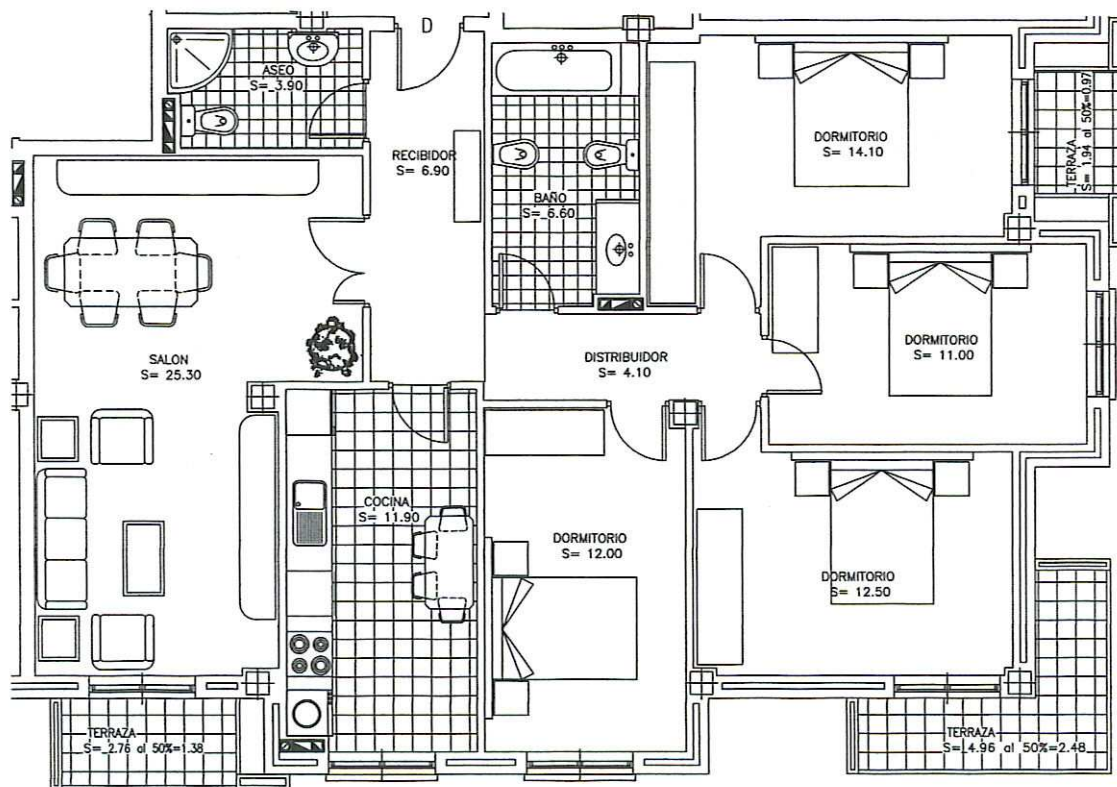 D
ASEO
S= 3.90
RECIBIDOR
S= 6.90
DORMITORIO
S= 14.10
TERRAZA
S= 1.94 al 50%=0.97
BAÑO
S= 6.60
SALON
S= 25.30
DISTRIBUIDOR
S= 4.10
DORMITORIO
S= 11.00
COCINA
S= 11.90
DORMITORIO
S= 12.00
DORMITORIO
S= 12.50
TERRAZA
S= 2.76 al 50%=1.38
TERRAZA
S= 4.96 al 50%=2.48